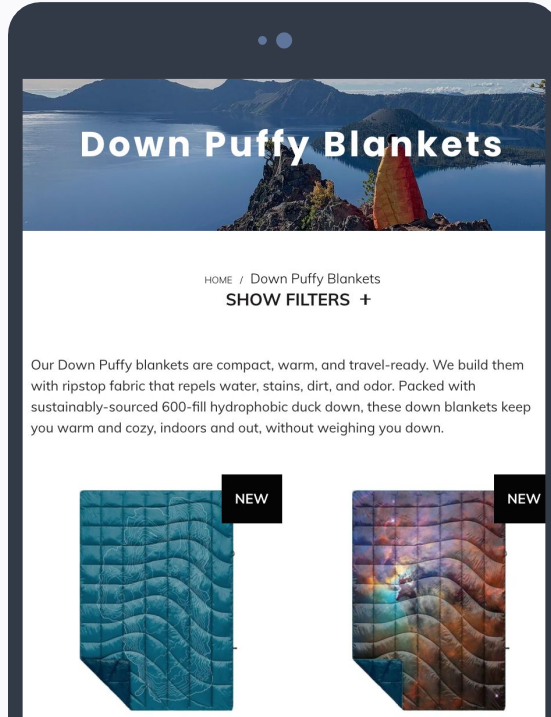 Down Puffy Blankets
HOME / Down Puffy Blankets
SHOW FILTERS +
Our Down Puffy blankets are compact, warm, and travel-ready. We build them
with ripstop fabric that repels water, stains, dirt, and odor. Packed with
sustainably-sourced 600-fill hydrophobic duck down, these down blankets keep
you warm and cozy, indoors and out, without weighing you down.
NEW
NEW